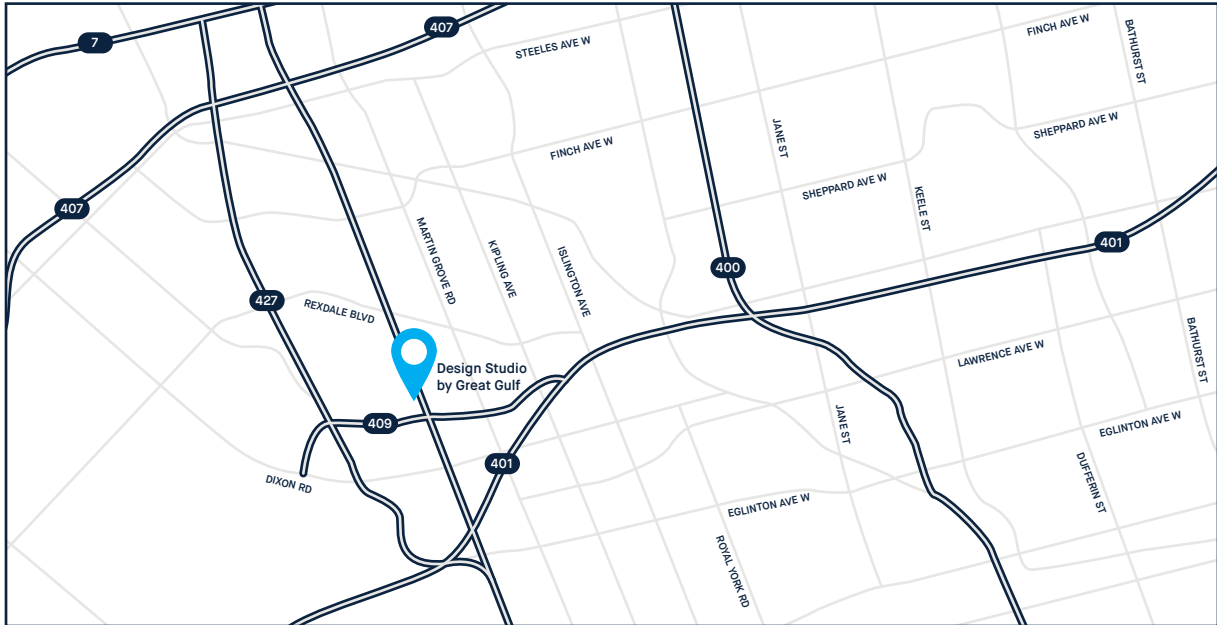 407
FINCH AVE W
BATHURST ST
7
STEELES AVE W
SHEPPARD AVE W
JANE ST
FINCH AVE W
SHEPPARD AVE W
KEELE ST
407
401
MARTIN GROVE RD
KIPLING AVE
ISLINGTON AVE
400
427
REXDALE BLVD
BATHURST ST
LAWRENCE AVE W
Design Studio
by Great Gulf
409
JANE ST
EGLINTON AVE W
401
DIXON RD
DUFFERIN ST
EGLINTON AVE W
ROYAL YORK RD